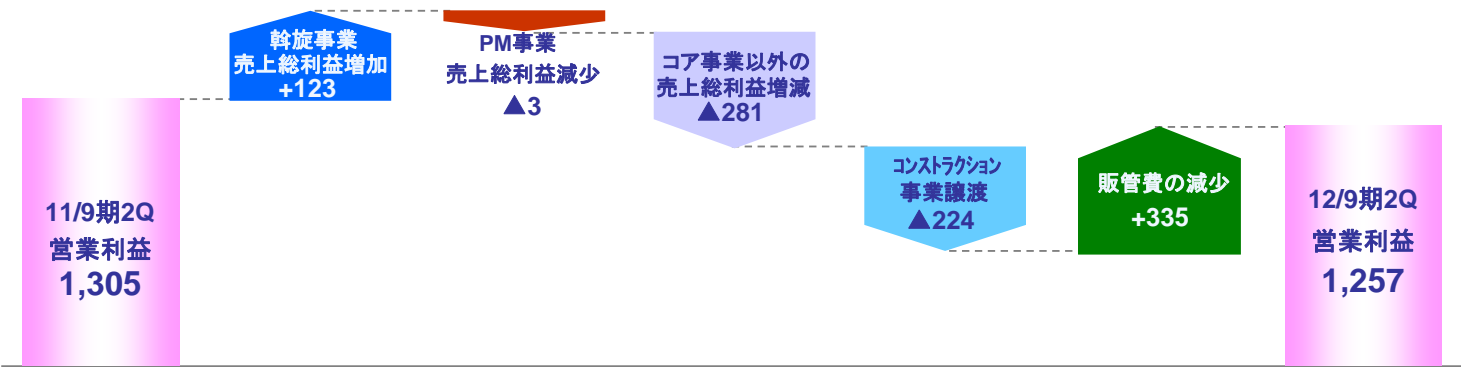 11/9期2Q
営業利益
1,305
斡旋事業
売上総利益増加
+123
PM事業
売上総利益減少
▲3
コア事業以外の
売上総利益増減
▲281
コンストラクション
事業譲渡
▲224
販管費の減少
+335
12/9期2Q
営業利益
1,257